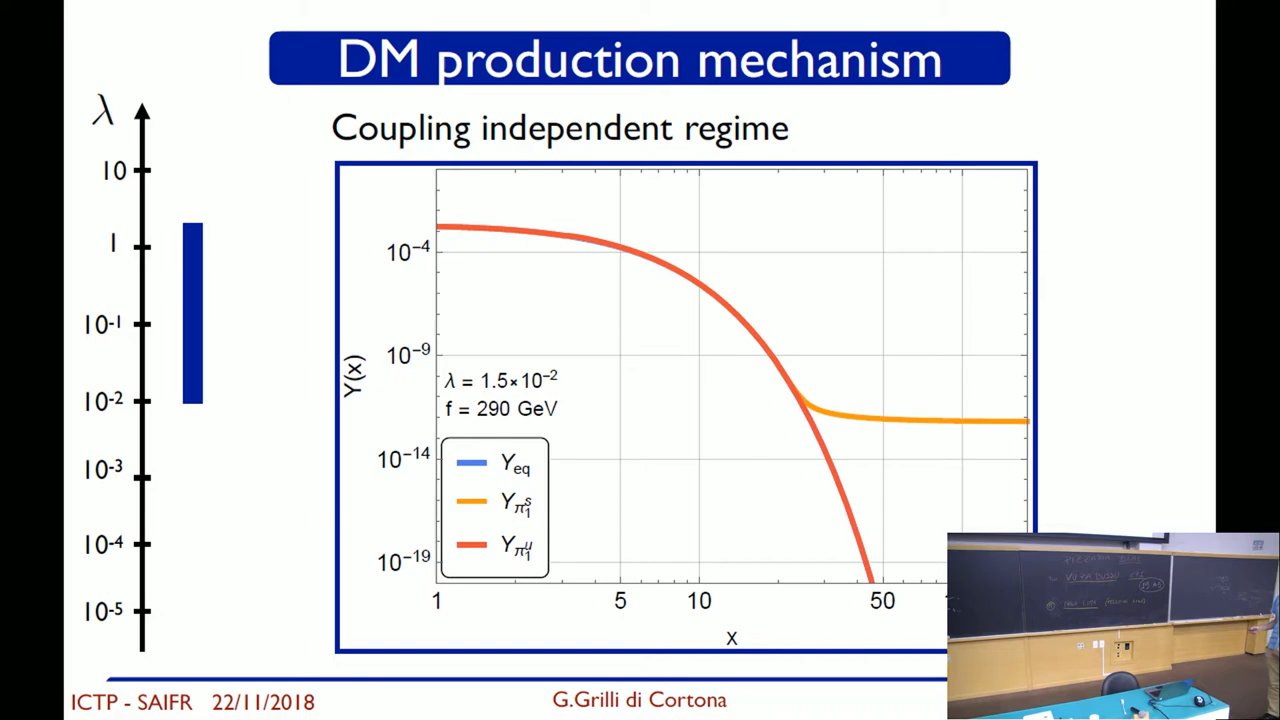 DM production mechanism
Coupling independent regime
λ
10
1
10-1
10-2
10-3
10-4
10-5
Y(x)
10−4
10−9
10−14
10−19
λ = 1.5×10−2
f = 290 GeV
Yeq
Yπ1s
Yπ1u
1
5
10
50
x
ICTP - SAIFR 22/11/2018
G.Grilli di Cortona